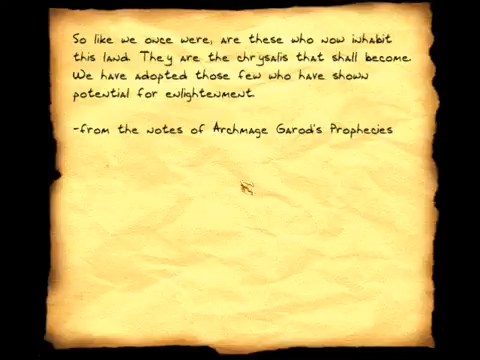 So like we once were, are these who now inhabit
this land. They are the chrysalis that shall become.
We have adopted those few who have shown
potential for enlightenment.
-from the notes of Archmage Garod's Prophecies